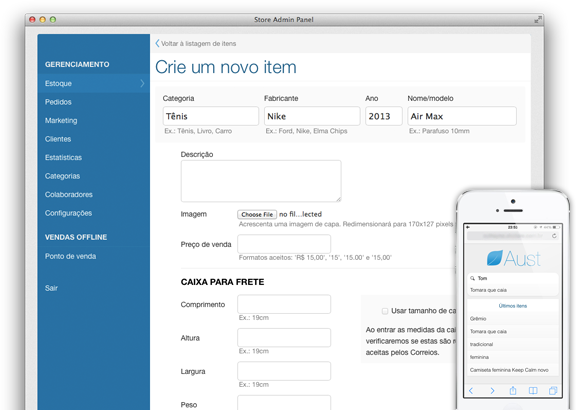 Store Admin Panel
Voltar à listagem de itens
GERENCIAMENTO
Estoque
Pedidos
Marketing
Clientes
Estatísticas
Categorias
Colaboradores
Configurações
VENDAS OFFLINE
Ponto de venda
Sair
Crie um novo item
Categoria Fabricante Ano Nome/modelo
Tênis Nike 2013 Air Max
Ex.: Tênis, Livro, Carro Ex.: Ford, Nike, Elma Chips Ex.: Parafuso 10mm
Descrição
Imagem Choose File no fil...lected
Acrescenta uma imagem de capa. Redimensionará para 170x127 pixels
Preço de venda
Formatos aceitos: 'R$ 15,00', '15', '15.00' e '15,00'
CAIXA PARA FRETE
Comprimento
Ex.: 19cm
Altura
Ex.: 19cm
Largura
Ex.: 19cm
Peso
Usar tamanho de ca
Ao entrar as medidas da cai
verificaremos se estas são
aceitas pelos Correios.
22:51
Aust
Tom
Tomara que caia
Últimos itens
Grêmio
Tomara que caia
tradicional
feminina
Camisela feminina Keep Calm novo